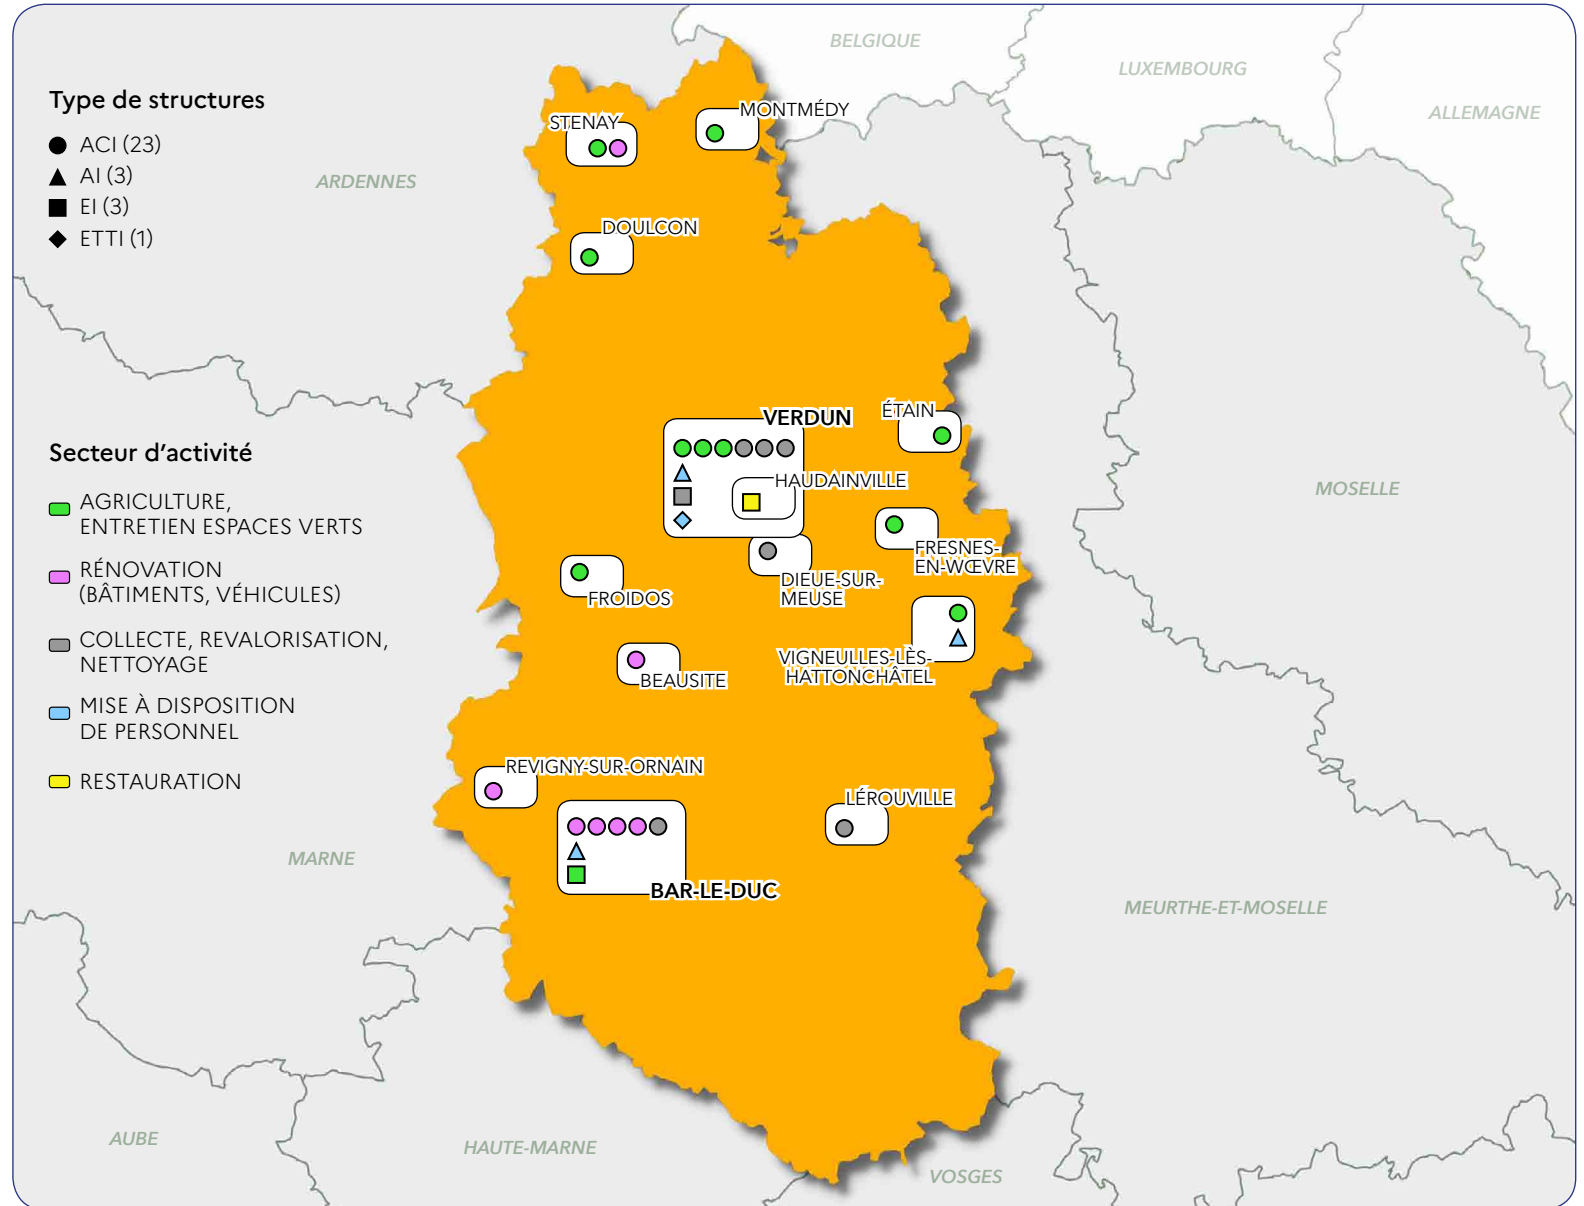 BELGIQUE
LUXEMBOURG
ALLEMAGNE
Type de structures
ACI (23)
AI (3)
EI (3)
ETTI (1)
ARDENNES
STENAY
MONTMÉDY
DOULCON
VERDUN
ÉTAIN
HAUDAINVILLE
MOSELLE
Secteur d'activité
AGRICULTURE,
ENTRETIEN ESPACES VERTS
RÉNOVATION
(BÂTIMENTS, VÉHICULES)
COLLECTE, REVALORISATION,
NETTOYAGE
MISE À DISPOSITION
DE PERSONNEL
RESTAURATION
FRESNES-
EN-WŒVRE
DIEUE-SUR-
MEUSE
FROIDOS
VIGNEULLES-LÈS-
HATTONCHÂTEL
BEAUSITE
REVIGNY-SUR-ORNAIN
LÉROUVILLE
BAR-LE-DUC
MARNE
MEURTHE-ET-MOSELLE
AUBE
HAUTE-MARNE
VOSGES